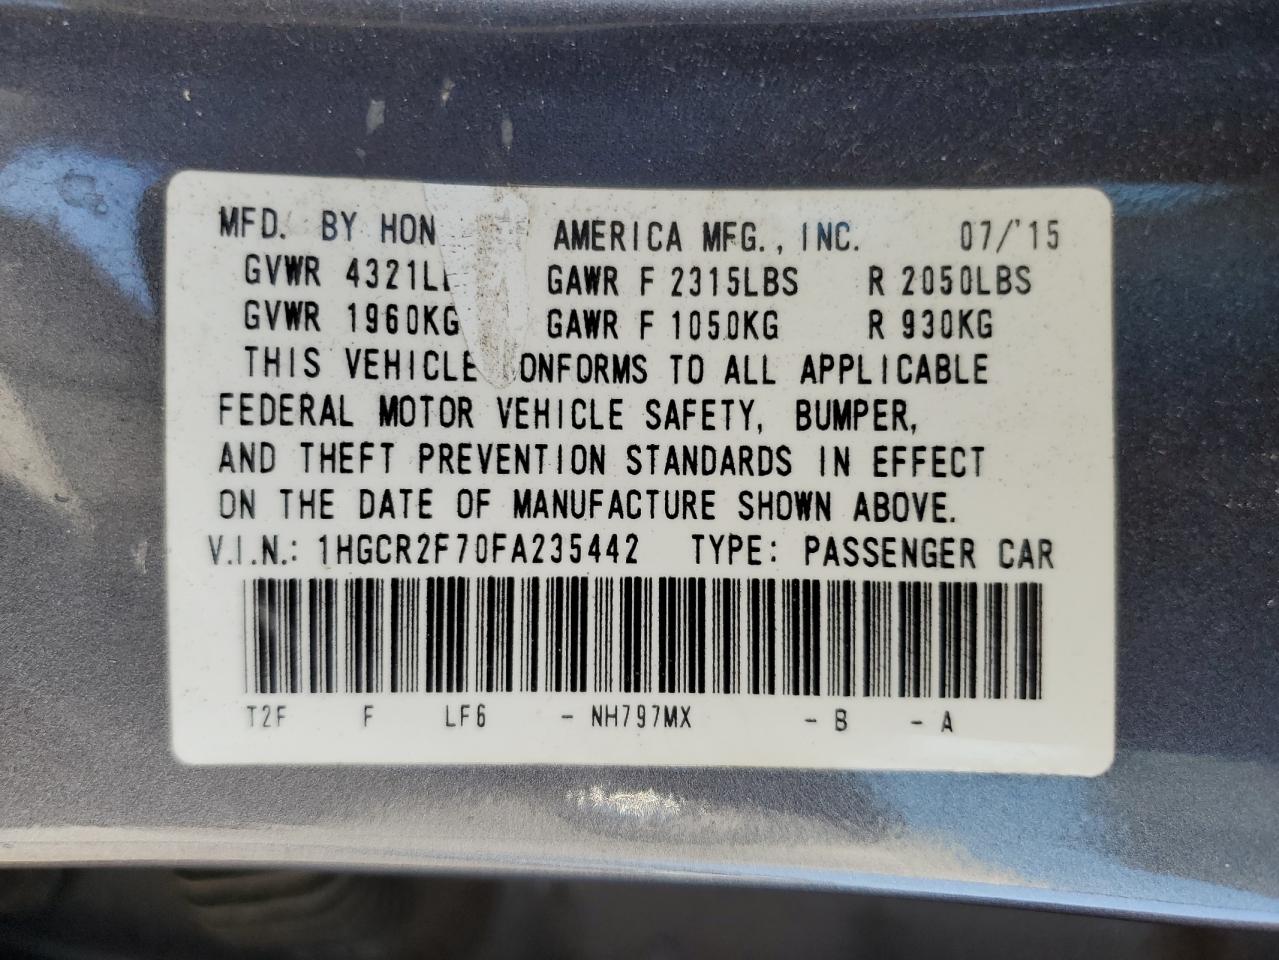 MFD. BY HON AMERICA MFG., INC. 07/'15
GVWR 4321L GAWR F 2315LBS R 2050LBS
GVWR 1960KG GAWR F 1050KG R 930KG
THIS VEHICLE ONFORMS TO ALL APPLICABLE
FEDERAL MOTOR VEHICLE SAFETY, BUMPER,
AND THEFT PREVENTION STANDARDS IN EFFECT
ON THE DATE OF MANUFACTURE SHOWN ABOVE.
V.I.N.: 1HGCR2F70FA235442 TYPE: PASSENGER CAR
T2F F LF6 - NH797MX - B - A